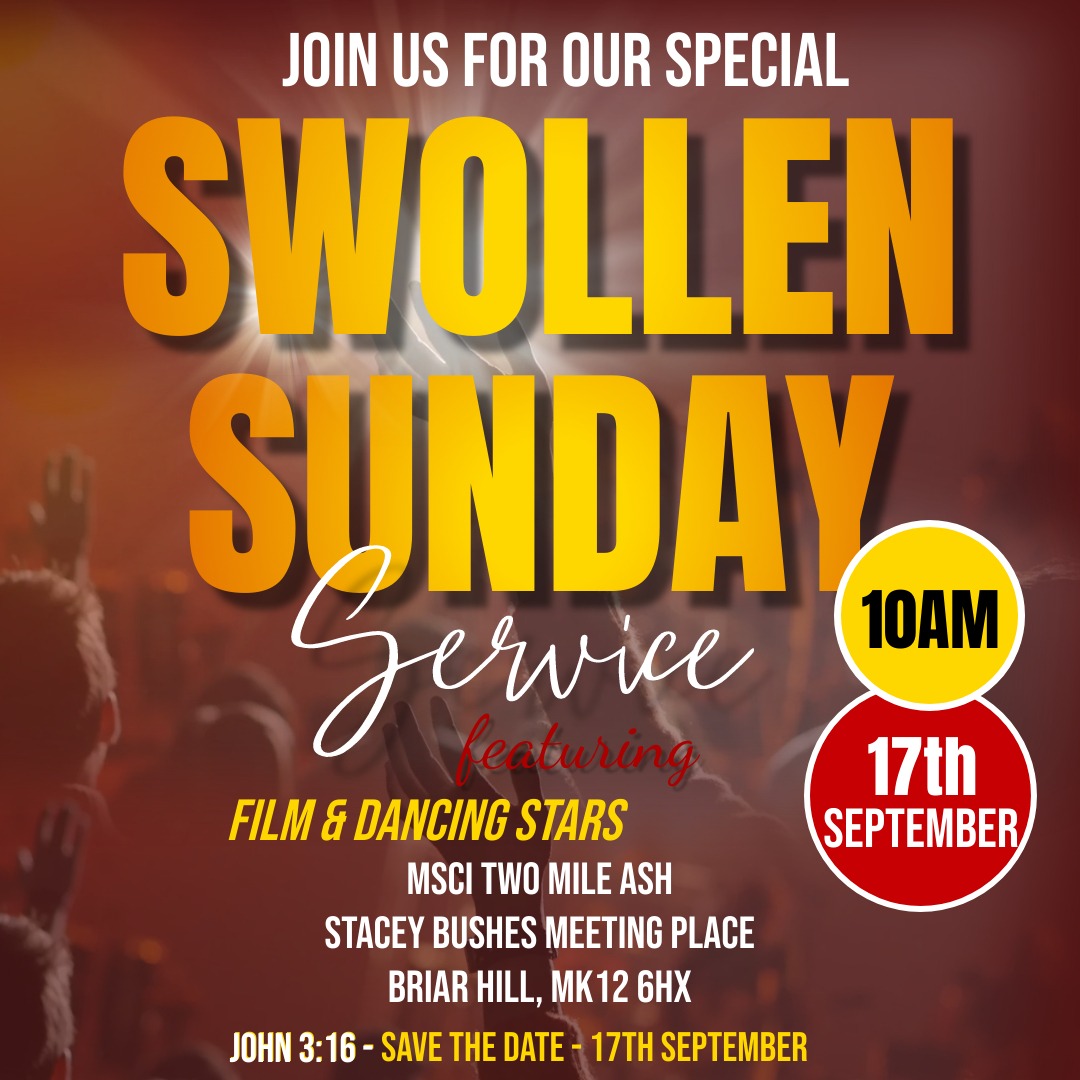 JOIN US FOR OUR SPECIAL
SWOLLEN
SUNDAY
Service
10AM
17th
SEPTEMBER
featuring
FILM & DANCING STARS
MSCI TWO MILE ASH
STACEY BUSHES MEETING PLACE
BRIAR HILL, MK12 6HX
JOHN 3:16 - SAVE THE DATE - 17TH SEPTEMBER